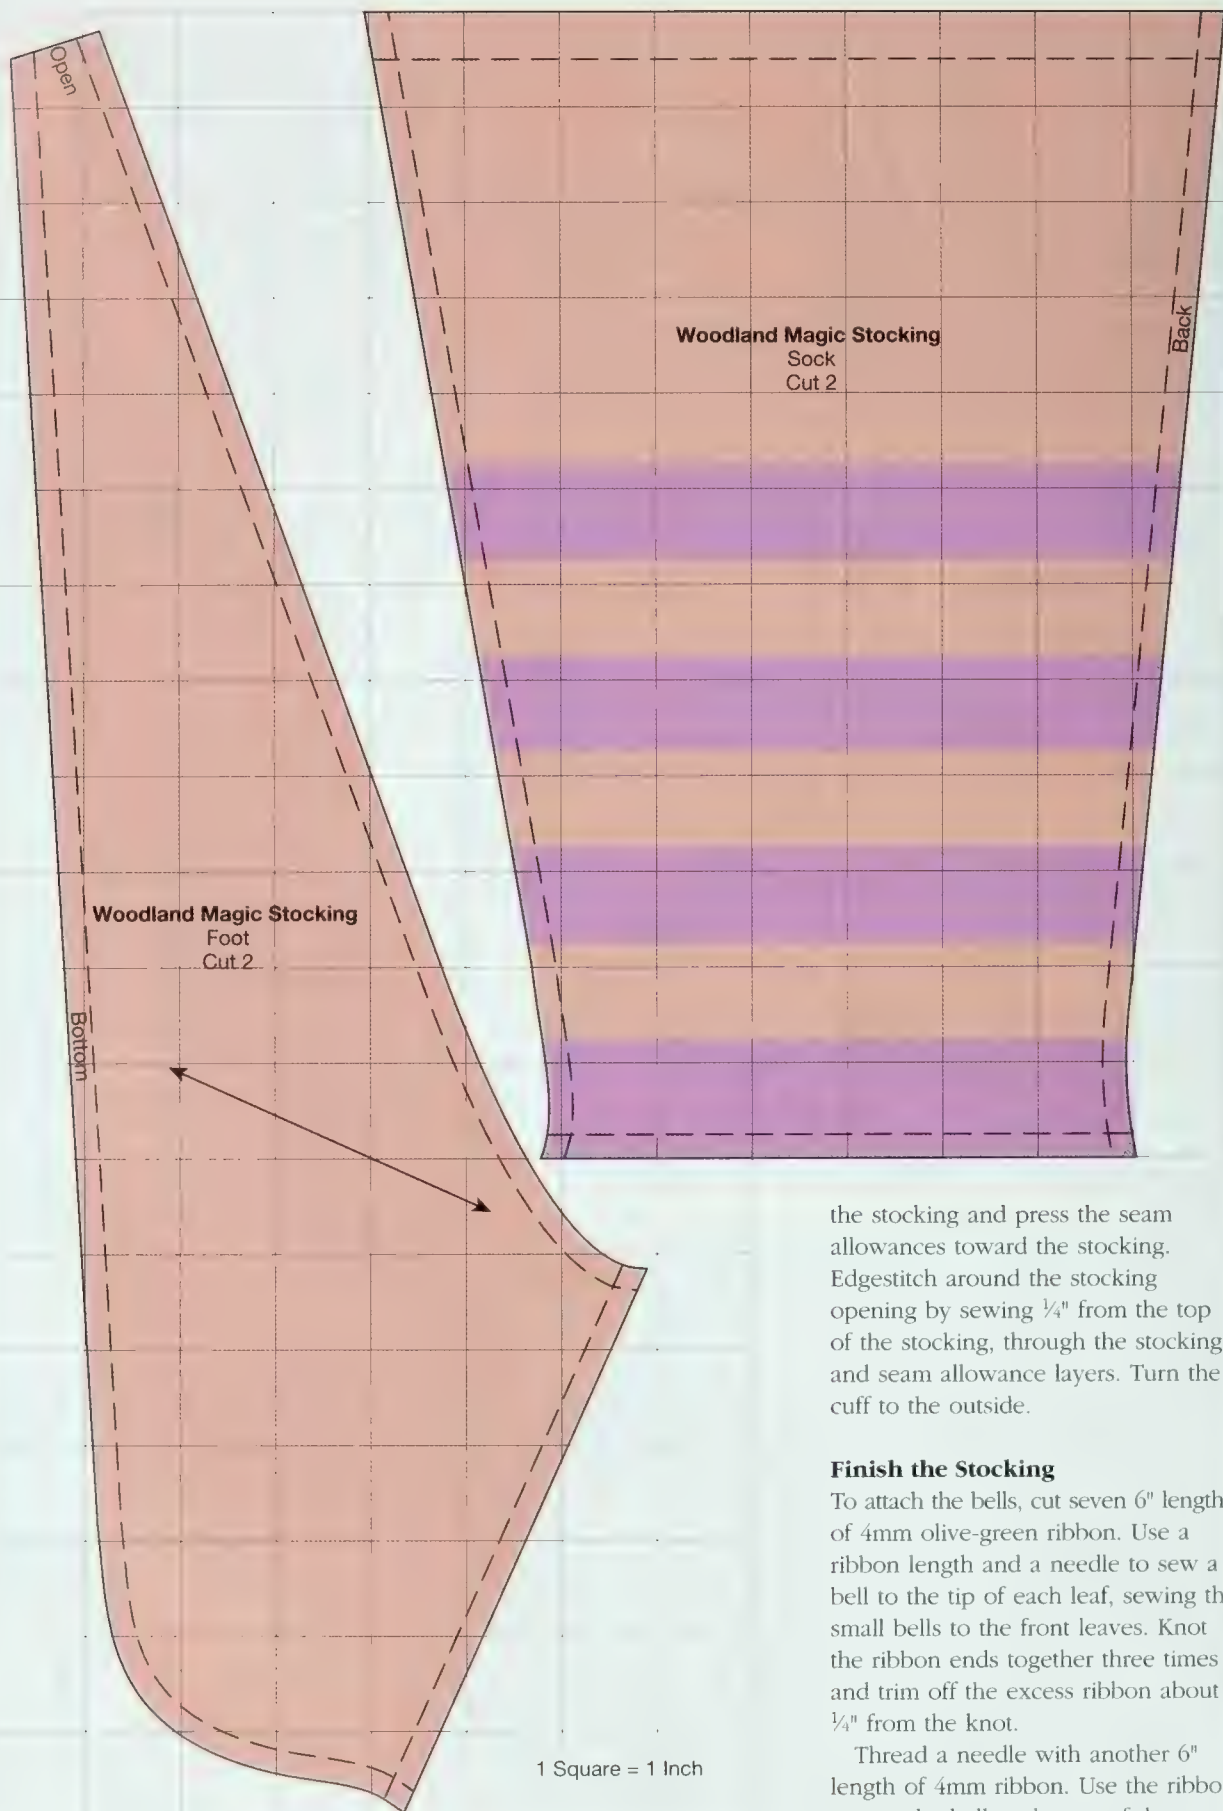 Open
Woodland Magic Stocking
Sock
Cut 2
Back
Woodland Magic Stocking
Foot
Cut 2
Bottom
the stocking and press the seam
allowances toward the stocking.
Edgestitch around the stocking
opening by sewing ¼" from the top
of the stocking, through the stocking
and seam allowance layers. Turn the
cuff to the outside.
Finish the Stocking
To attach the bells, cut seven 6" length
of 4mm olive-green ribbon. Use a
ribbon length and a needle to sew a
bell to the tip of each leaf, sewing th
small bells to the front leaves. Knot
the ribbon ends together three times
and trim off the excess ribbon about
¼" from the knot.
Thread a needle with another 6"
length of 4mm ribbon. Use the ribbo
1 Square = 1 Inch